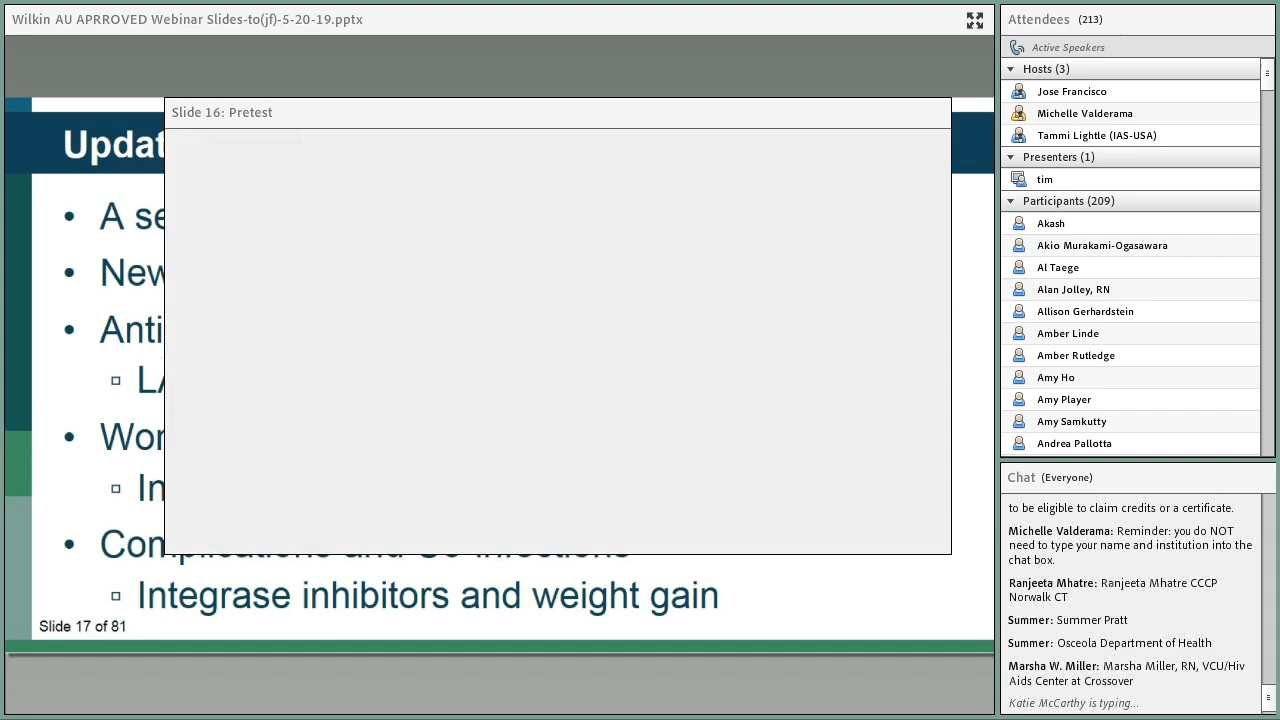 Wilkin AU APRROVED Webinar Slides-to(jf)-5-20-19.pptx
Slide 16: Pretest
Updat
• A se
• New
• Anti
• Wor
In
• Complications and Co-Infections
Integrase inhibitors and weight gain
Slide 17 of 81
Attendees (213)
Active Speakers
Hosts (3)
Jose Francisco
Michelle Valderama
Tammi Lightle (IAS-USA)
Presenters (1)
tim
Participants (209)
Akash
Akio Murakami-Ogasawara
Al Taege
Alan Jolley, RN
Allison Gerhardstein
Amber Linde
Amber Rutledge
Amy Ho
Amy Player
Amy Samkutty
Andrea Pallotta
Chat (Everyone)
to be eligible to claim credits or a certificate.
Michelle Valderama: Reminder: you do NOT
need to type your name and institution into the
chat box.
Ranjeeta Mhatre: Ranjeeta Mhatre CCCP
Norwalk CT
Summer: Summer Pratt
Summer: Osceola Department of Health
Marsha W. Miller: Marsha Miller, RN, VCU/Hiv
Aids Center at Crossover
Katie McCarthy is typing...